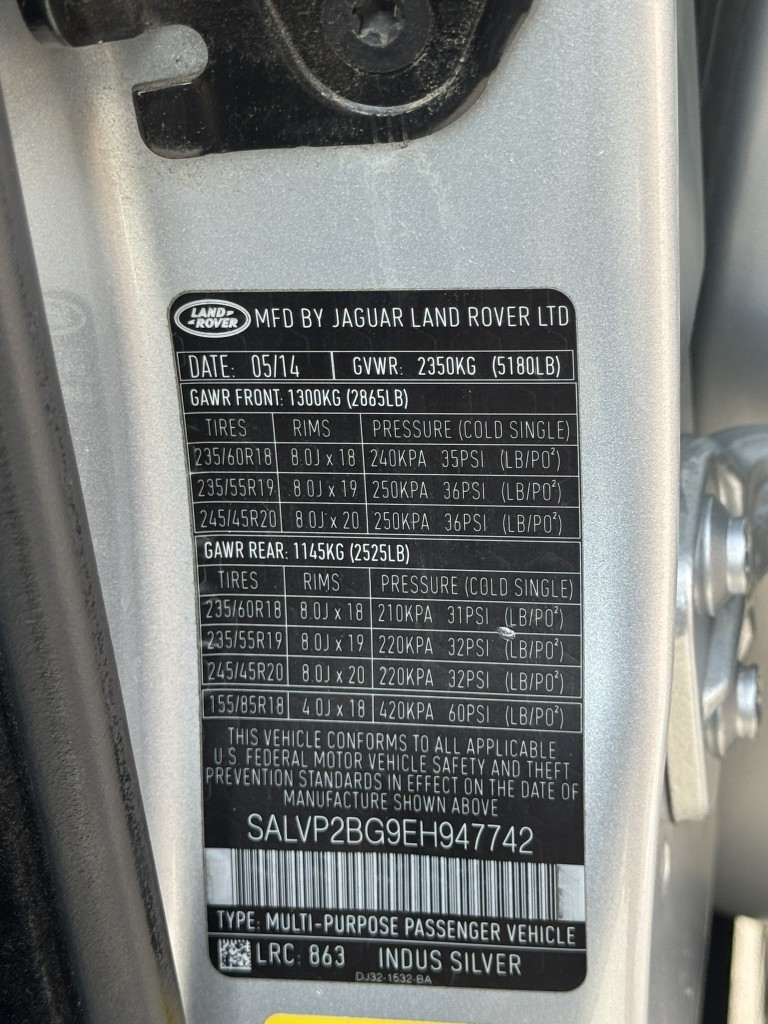 LAND-
-ROVER
MFD BY JAGUAR LAND ROVER LTD
DATE: 05/14 GVWR: 2350KG (5180LB)
GAWR FRONT: 1300KG (2865LB)
TIRES RIMS PRESSURE (COLD SINGLE)
235/60R18 8.0J x 18 240KPA 35PSI (LB/PO²)
235/55R19 8.0J x 19 250KPA 36PSI (LB/PO²)
245/45R20 8.0J x 20 250KPA 36PSI (LB/PO²)
GAWR REAR: 1145KG (2525LB)
TIRES RIMS PRESSURE (COLD SINGLE)
235/60R18 8.0J x 18 210KPA 31PSI (LB/PO²)
235/55R19 8.0J x 19 220KPA 32PSI (LB/PO²)
245/45R20 8.0J x 20 220KPA 32PSI (LB/PO²)
155/85R18 4.0J x 18 420KPA 60PSI (LB/PO²)
THIS VEHICLE CONFORMS TO ALL APPLICABLE
U.S. FEDERAL MOTOR VEHICLE SAFETY AND THEFT
PREVENTION STANDARDS IN EFFECT ON THE DATE OF
MANUFACTURE SHOWN ABOVE
SALVP2BG9EH947742
TYPE: MULTI-PURPOSE PASSENGER VEHICLE
LRC: 863 INDUS SILVER
DJ32-1532-BA